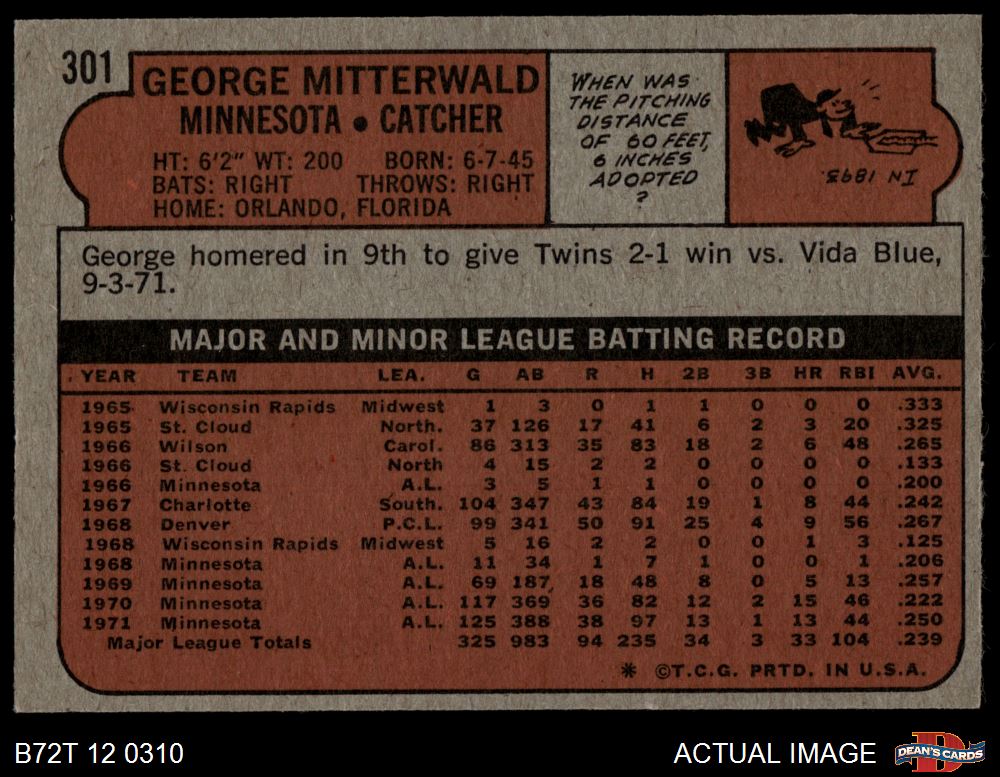 301
GEORGE MITTERWALD
MINNESOTA • CATCHER
HT: 6'2" WT: 200 BORN: 6-7-45
BATS: RIGHT THROWS: RIGHT
HOME: ORLANDO, FLORIDA
WHEN WAS
THE PITCHING
DISTANCE
OF 60 FEET,
6 INCHES
ADOPTED
?
IN 1893.
George homered in 9th to give Twins 2-1 win vs. Vida Blue,
9-3-71.
MAJOR AND MINOR LEAGUE BATTING RECORD
YEAR TEAM LEA. G AB R H 2B 3B HR RBI AVG.
1965 Wisconsin Rapids Midwest 1 3 0 1 1 0 0 0 .333
1965 St. Cloud North. 37 126 17 41 6 2 3 20 .325
1966 Wilson Carol. 86 313 35 83 18 2 6 48 .265
1966 St. Cloud North 4 15 2 2 0 0 0 0 .133
1966 Minnesota A.L. 3 5 1 1 0 0 0 0 .200
1967 Charlotte South. 104 347 43 84 19 1 8 44 .242
1968 Denver P.C.L. 99 341 50 91 25 4 9 56 .267
1968 Wisconsin Rapids Midwest 5 16 2 2 0 0 1 3 .125
1968 Minnesota A.L. 11 34 1 7 1 0 0 1 .206
1969 Minnesota A.L. 69 187 18 48 8 0 5 13 .257
1970 Minnesota A.L. 117 369 36 82 12 2 15 46 .222
1971 Minnesota A.L. 125 388 38 97 13 1 13 44 .250
Major League Totals 325 983 94 235 34 3 33 104 .239
* ©T.C.G. PRTD. IN U.S.A.
B72T 12 0310
ACTUAL IMAGE
D
DEAN'S CARDS